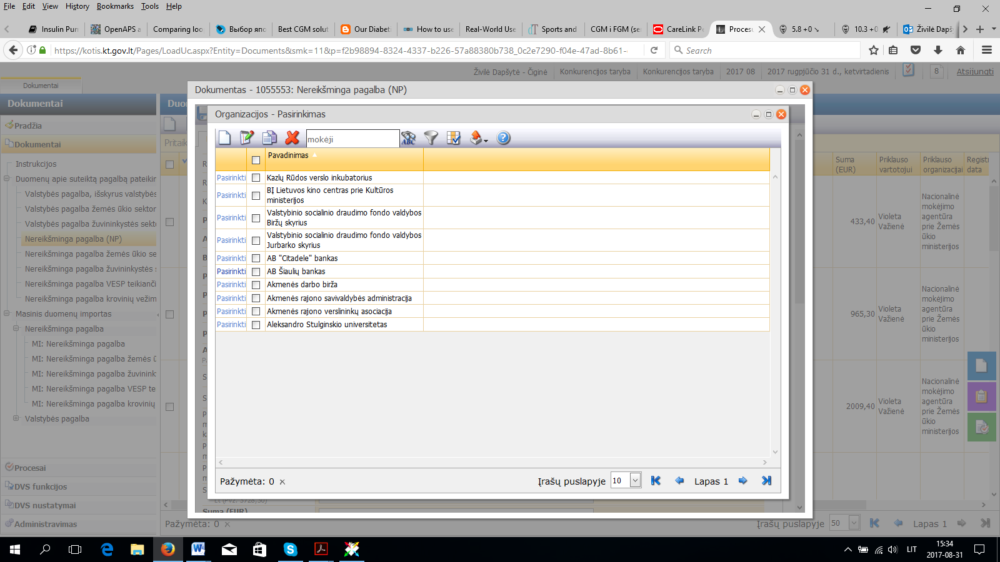 File Edit View History Bookmarks Tools Help
Insulin Pun OpenAPS a Comparing loo Выбор анс Best CGM solut Our Diabeti How to use Real-World Use Sports and CGM i FGM (se CareLink Pe Procesu 5.8 +0 ↘ 10.3 +0 Živilė Dapš
https://kotis.kt.gov.lt/Pages/LoadUc.aspx?Entity=Documents&smk=11&p=f2b98894-8324-4337-b226-57a88380b738_0c2e7290-f04e-47ad-8b61- Search
Živilė Dapšytė - Čiginė Konkurencijos taryba Konkurencijos taryba 2017 08 2017 rugpjūčio 31 d., ketvirtadienis 8 Atsijungti
Dokumentai
Dokumentai
Pradžia
Dokumentai
Instrukcijos
Duomenų apie suteiktą pagalbą pateikir
Valstybės pagalba, išskyrus valstybės
Valstybės pagalba žemės ūkio sektor
Valstybės pagalba žuvininkystės sekt
Nereikšminga pagalba (NP)
Nereikšminga pagalba žemės ūkio se
Nereikšminga pagalba žuvininkystės s
Nereikšminga pagalba VESP teikianči
Nereikšminga pagalba krovinių vežim
Masinis duomenų importas
Nereikšminga pagalba
MI: Nereikšminga pagalba
MI: Nereikšminga pagalba žemės ū
MI: Nereikšminga pagalba žuvinink
MI: Nereikšminga pagalba VESP te
MI: Nereikšminga pagalba krovinių
Valstybės pagalba
Procesai
DVS funkcijos
DVS nustatymai
Administravimas
Duo
Pritaik
Dokumentas - 1055553: Nereikšminga pagalba (NP)
Organizacijos - Pasirinkimas
mokėji ABC
Pavadinimas
Pasirinkti Kazlų Rūdos verslo inkubatorius
Pasirinkti BĮ Lietuvos kino centras prie Kultūros
ministerijos
Pasirinkti Valstybinio socialinio draudimo fondo valdybos
Biržų skyrius
Pasirinkti Valstybinio socialinio draudimo fondo valdybos
Jurbarko skyrius
Pasirinkti AB "Citadele" bankas
Pasirinkti AB Šiaulių bankas
Pasirinkti Akmenės darbo birža
Pasirinkti Akmenės rajono savivaldybės administracija
Pasirinkti Akmenės rajono verslininkų asociacija
Pasirinkti Aleksandro Stulginskio universitetas
Pažymėta: 0 × Įrašų puslapyje 10 Lapas 1
Suma (EUR)
Suma
(EUR)
Priklauso
vartotojui
Priklauso
organizacijai
Registr
data
433,40
Violeta
Važienė
Nacionalinė
mokėjimo
agentūra
prie Žemės
ūkio
ministerijos
965,30
Violeta
Važienė
Nacionalinė
mokėjimo
agentūra
prie Žemės
ūkio
ministerijos
2009,40
Violeta
Važienė
Nacionalinė
mokėjimo
agentūra
prie Žemės
ūkio
ministerijos
Pažymėta: 0 × Įrašų puslapyje 50 Lapas 1
LIT
15:34
2017-08-31